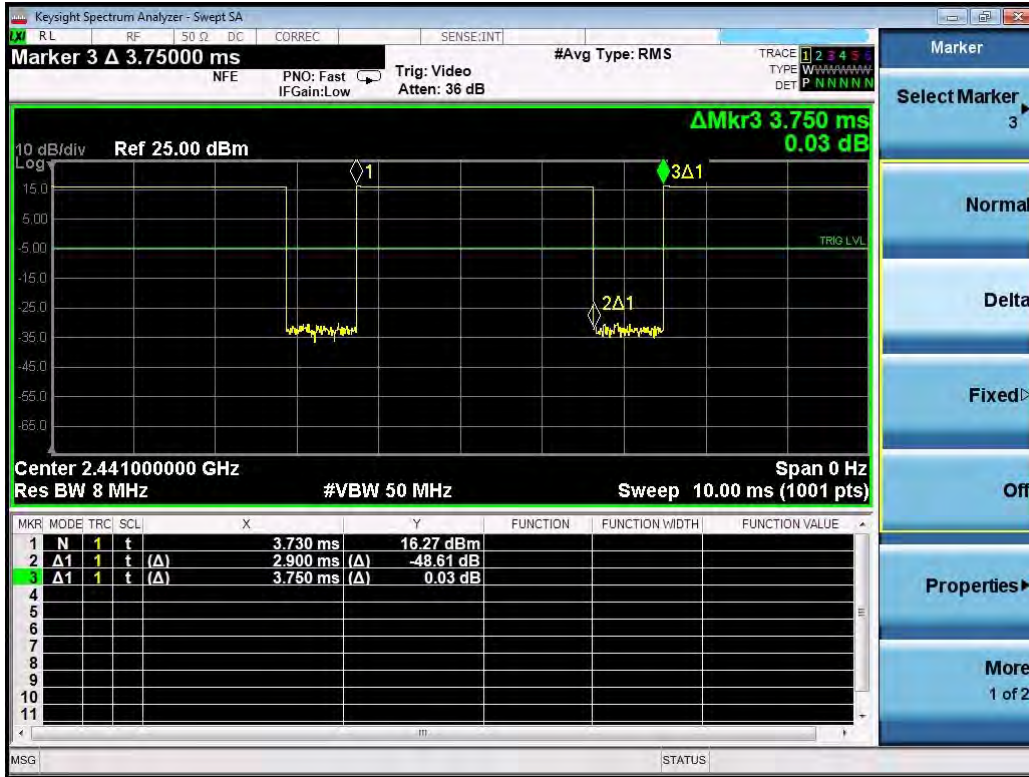 Keysight Spectrum Analyzer - Swept SA
LXI RL RF 50 Ω DC CORREC SENSE:INT
Marker 3 Δ 3.75000 ms
NFE
PNO: Fast
IFGain:Low
Trig: Video
Atten: 36 dB
#Avg Type: RMS
TRACE 1 2 3 4 5 6
TYPE WWWWWWW
DET P N N N N N
ΔMkr3 3.750 ms
0.03 dB
10 dB/div Ref 25.00 dBm
Log
1
3Δ1
15.0
5.00
-5.00
TRIG LVL
-15.0
-25.0
2Δ1
-35.0
-45.0
-55.0
-65.0
Center 2.441000000 GHz
Span 0 Hz
Res BW 8 MHz
#VBW 50 MHz
Sweep 10.00 ms (1001 pts)
MKR MODE TRC SCL X Y FUNCTION FUNCTION WIDTH FUNCTION VALUE
1 N 1 t 3.730 ms 16.27 dBm
2 Δ1 1 t (Δ) 2.900 ms (Δ) -48.61 dB
3 Δ1 1 t (Δ) 3.750 ms (Δ) 0.03 dB
4
5
6
7
8
9
10
11
MSG
STATUS
Marker
Select Marker
3
Normal
Delta
Fixed
Off
Properties
More
1 of 2